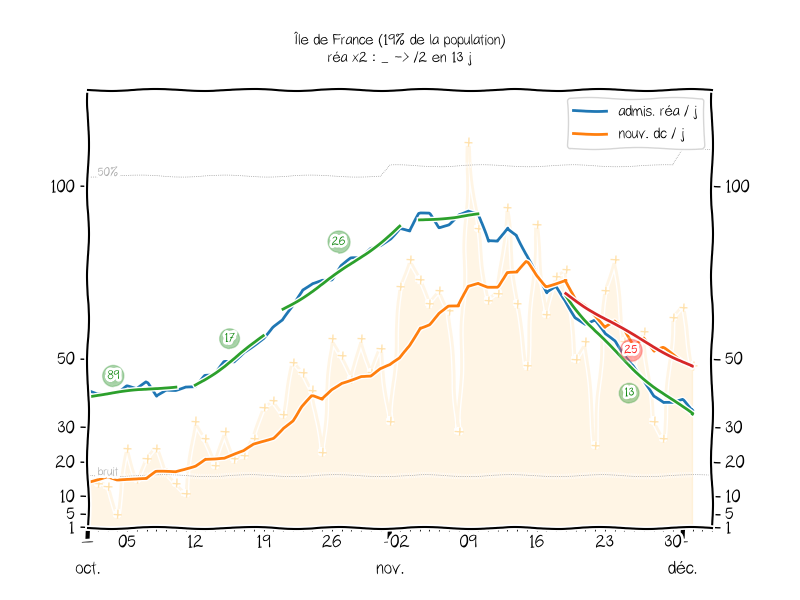 Île de France (19% de la population)
réa x2 : _ -> /2 en 13 j
admis. réa / j
nouv. dc / j
50%
100
100
26
17
89
25
13
50
50
30
30
20
20
bruit
10
10
5
5
1
1
05 12 19 26 02 09 16 23 30
oct. nov. déc.